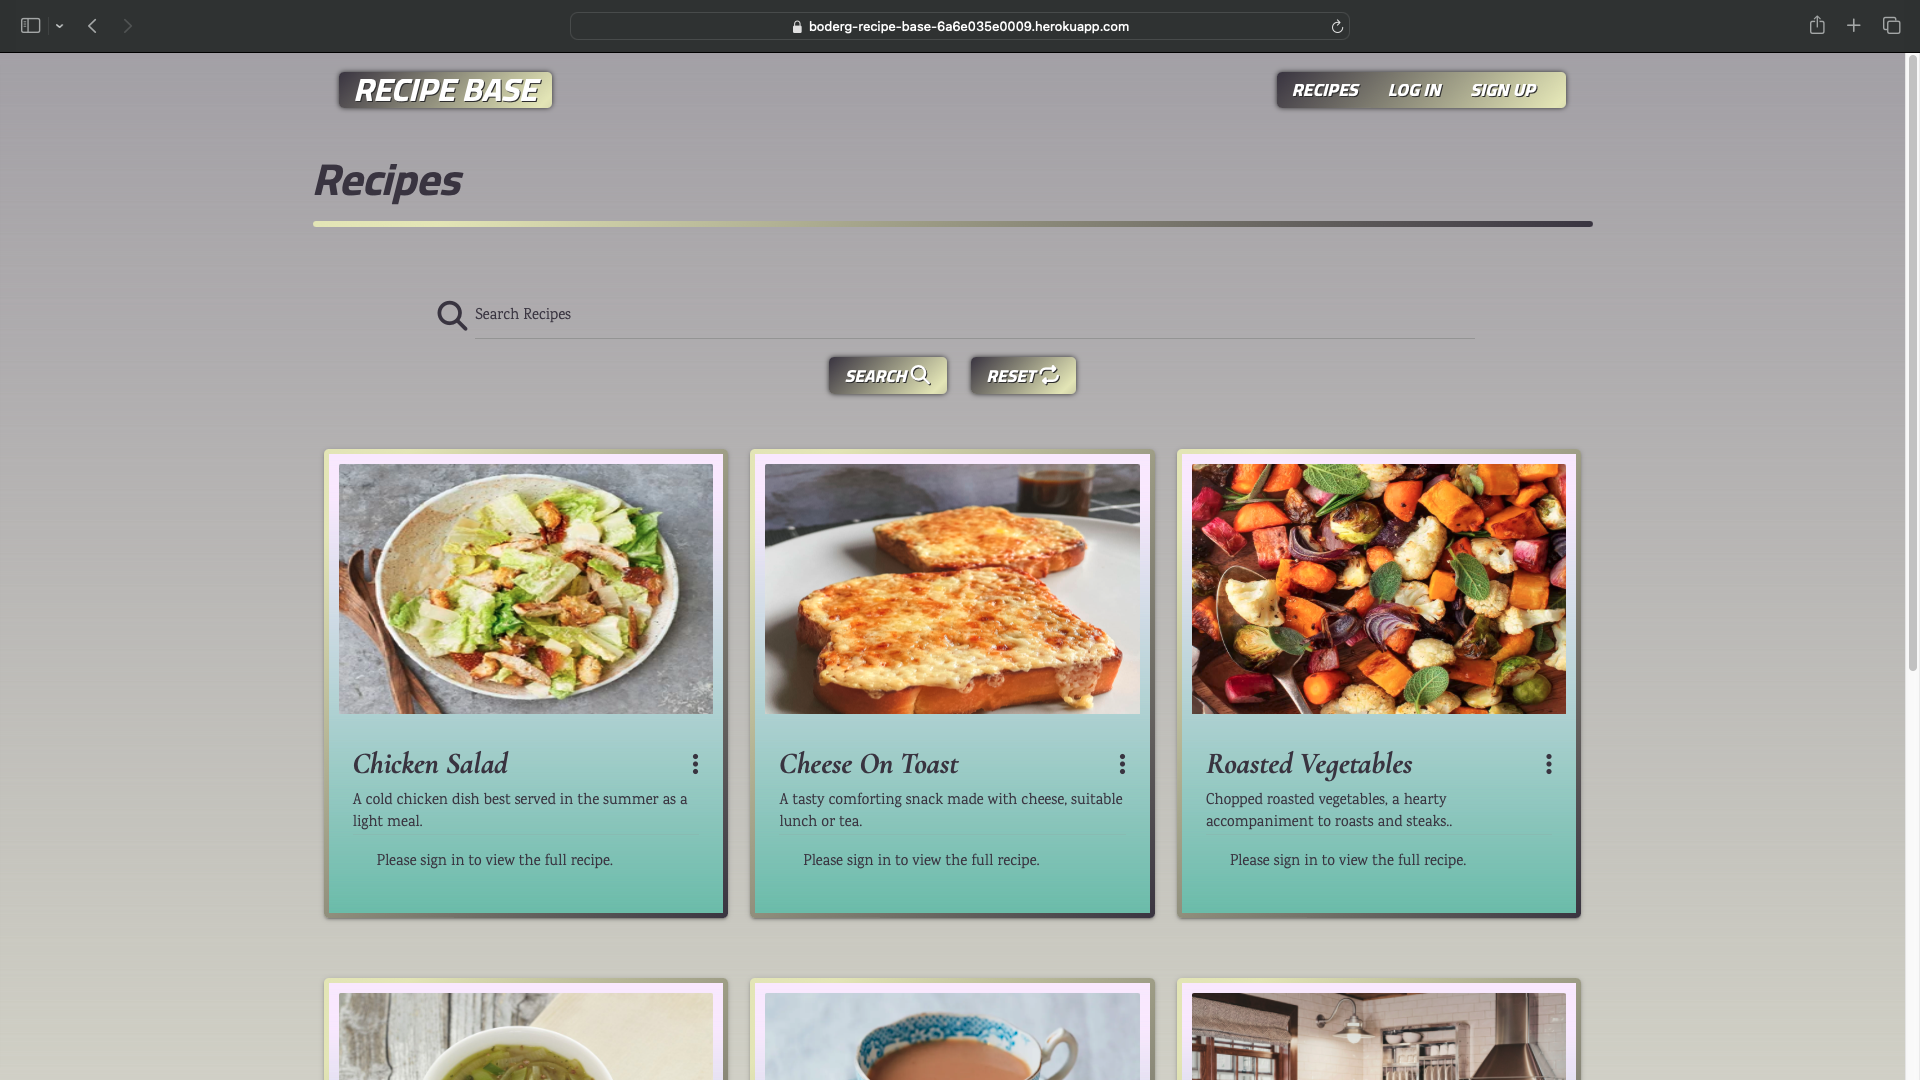 boderg-recipe-base-6a6e035e0009.herokuapp.com
RECIPE BASE
RECIPES LOG IN SIGN UP
Recipes
Search Recipes
SEARCH RESET
Chicken Salad
A cold chicken dish best served in the summer as a
light meal.
Please sign in to view the full recipe.
Cheese On Toast
A tasty comforting snack made with cheese, suitable
lunch or tea.
Please sign in to view the full recipe.
Roasted Vegetables
Chopped roasted vegetables, a hearty
accompaniment to roasts and steaks..
Please sign in to view the full recipe.